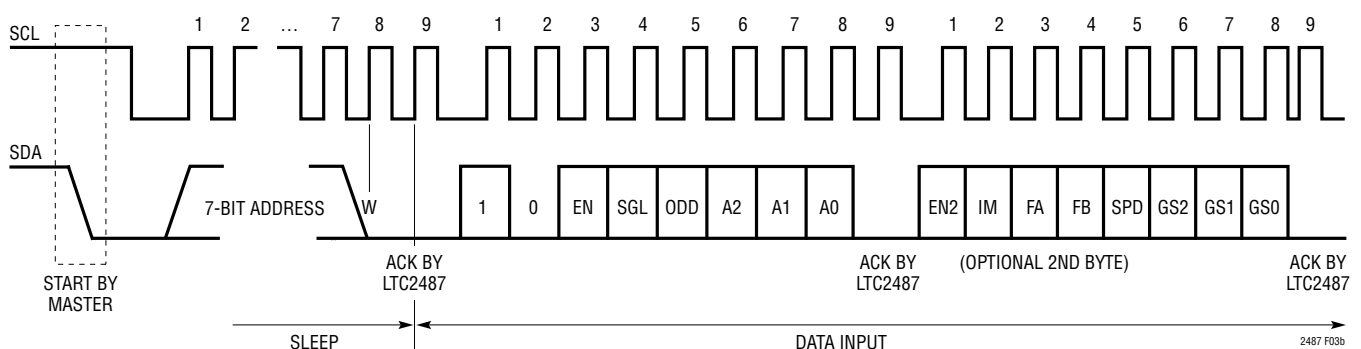 1 2 … 7 8 9 1 2 3 4 5 6 7 8 9 1 2 3 4 5 6 7 8 9
SCL
SDA
7-BIT ADDRESS W 1 0 EN SGL ODD A2 A1 A0 EN2 IM FA FB SPD GS2 GS1 GS0
START BY
MASTER
ACK BY
LTC2487
ACK BY
LTC2487
(OPTIONAL 2ND BYTE)
ACK BY
LTC2487
SLEEP DATA INPUT
2487 F03b